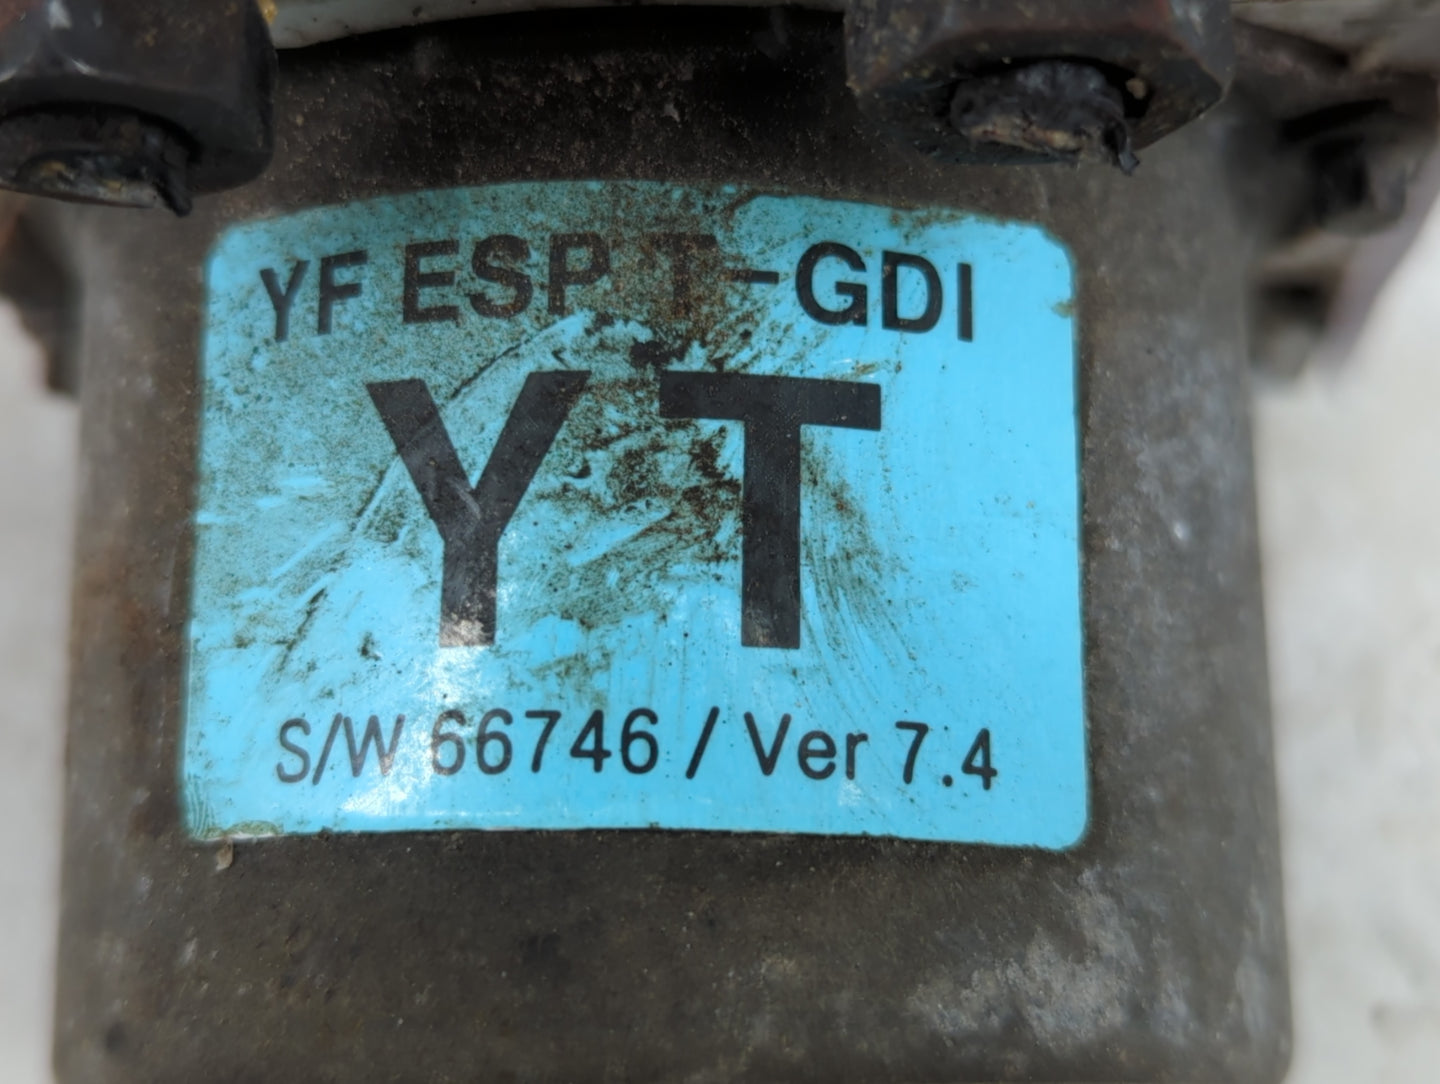 YF ESP T-GDI
YT
S/W 66746 / Ver 7.4